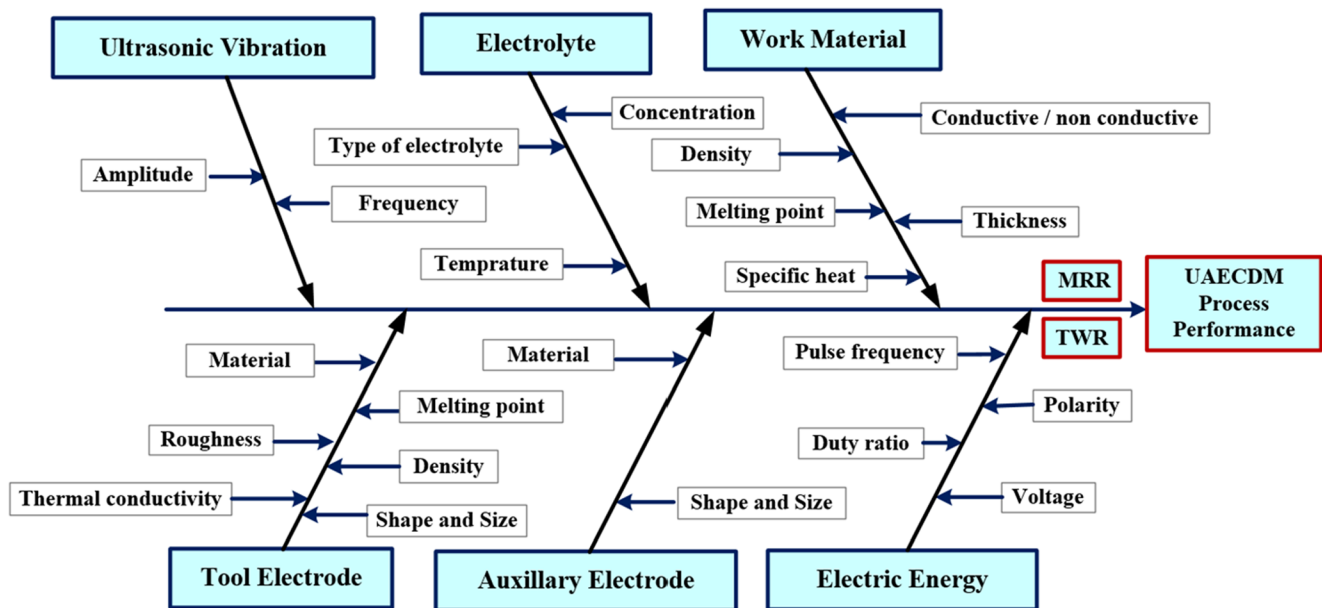 Ultrasonic Vibration
Electrolyte
Work Material
Concentration
Conductive / non conductive
Type of electrolyte
Density
Amplitude
Frequency
Melting point
Thickness
Temprature
Specific heat
MRR
UAECDM
Process
Performance
TWR
Material
Material
Pulse frequency
Melting point
Polarity
Roughness
Duty ratio
Density
Thermal conductivity
Voltage
Shape and Size
Shape and Size
Tool Electrode
Auxillary Electrode
Electric Energy